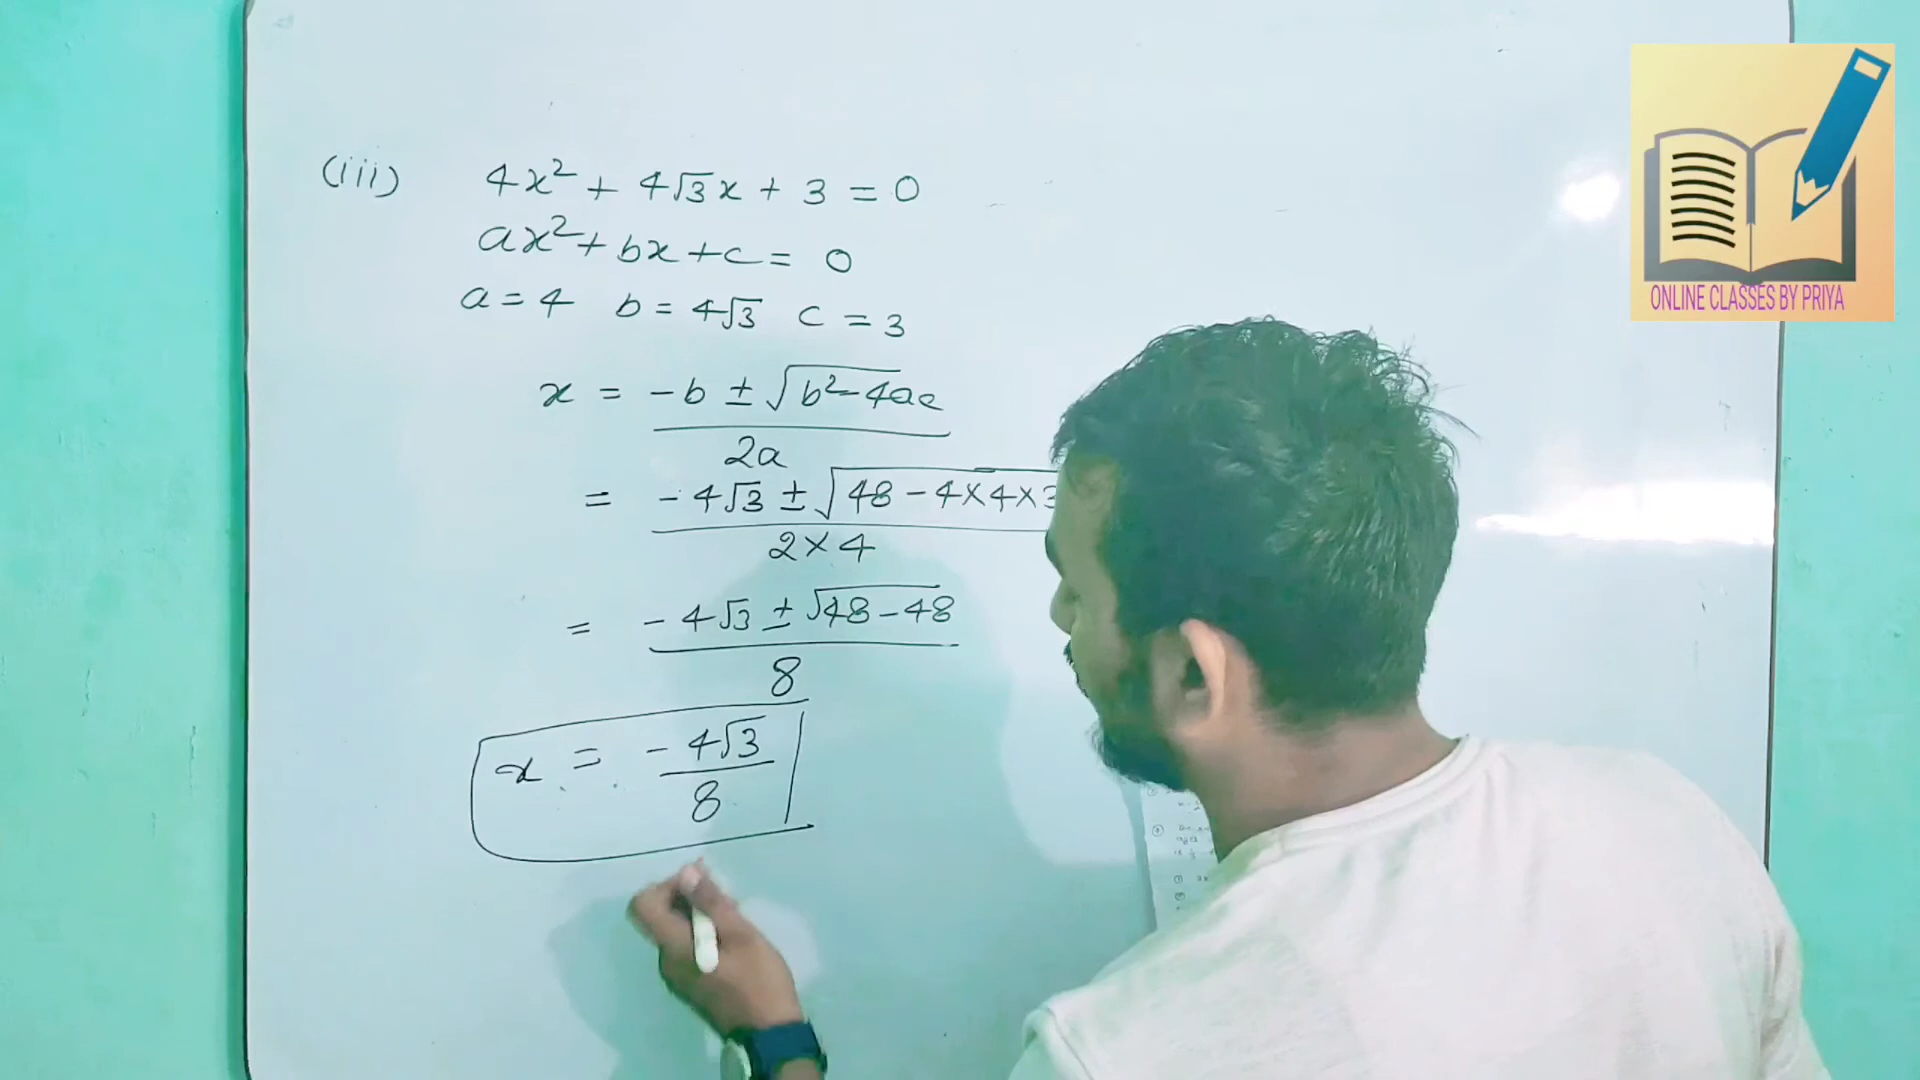 (iii) 4x² + 4√3x + 3 = 0
ax² + bx + c = 0
a = 4 b = 4√3 c = 3
x = -b ± √b² - 4ac
2a
= -4√3 ± √48 - 4×4×3
2×4
= -4√3 ± √48 - 48
8
x = -4√3
8
ONLINE CLASSES BY PRIYA